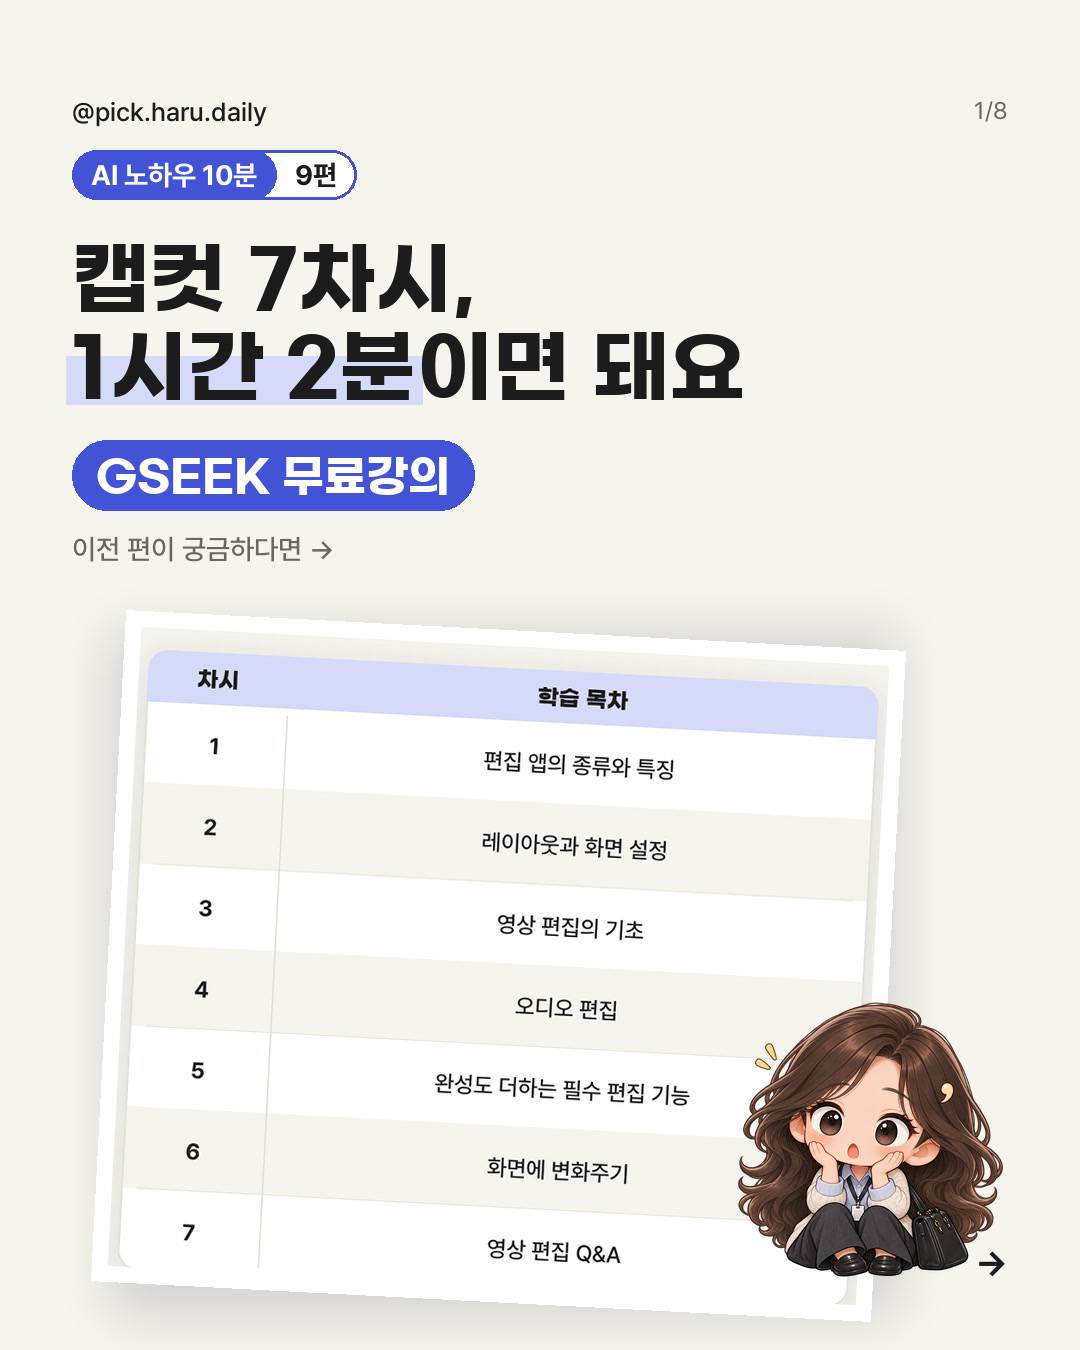 @pick.haru.daily
1/8
AI 노하우 10분 9편
캡컷 7차시,
1시간 2분이면 돼요
GSEEK 무료강의
이전 편이 궁금하다면 →
차시 학습 목차
1 편집 앱의 종류와 특징
2 레이아웃과 화면 설정
3 영상 편집의 기초
4 오디오 편집
5 완성도 더하는 필수 편집 기능
6 화면에 변화주기
7 영상 편집 Q&A
→